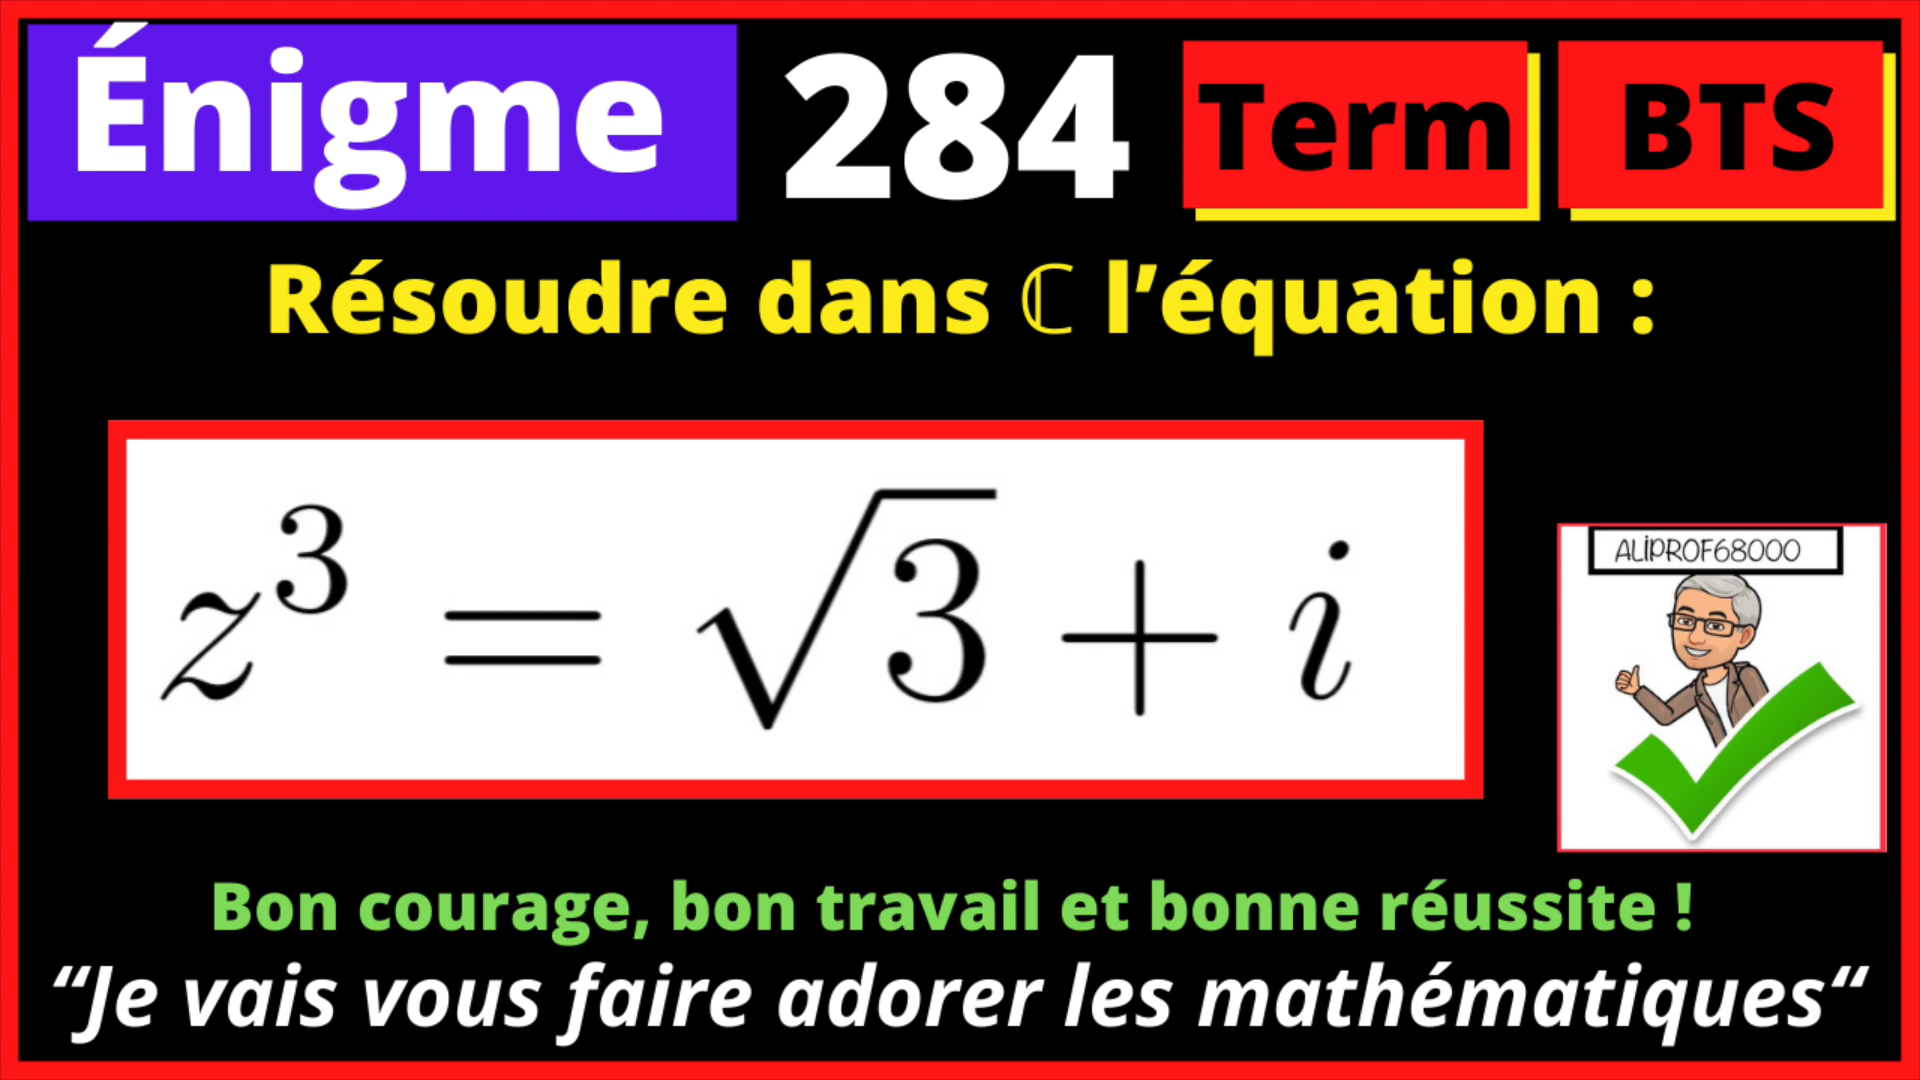 Énigme 284 Term BTS
Résoudre dans ℂ l’équation :
z³ = √3 + i
ALiPROF68000
Bon courage, bon travail et bonne réussite !
“Je vais vous faire adorer les mathématiques“